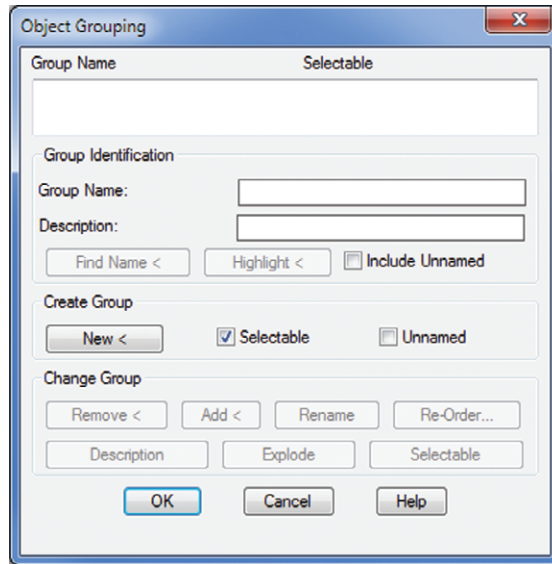 Object Grouping
Group Name Selectable
Group Identification
Group Name:
Description:
Find Name < Highlight < Include Unnamed
Create Group
New < Selectable Unnamed
Change Group
Remove < Add < Rename Re-Order...
Description Explode Selectable
OK Cancel Help